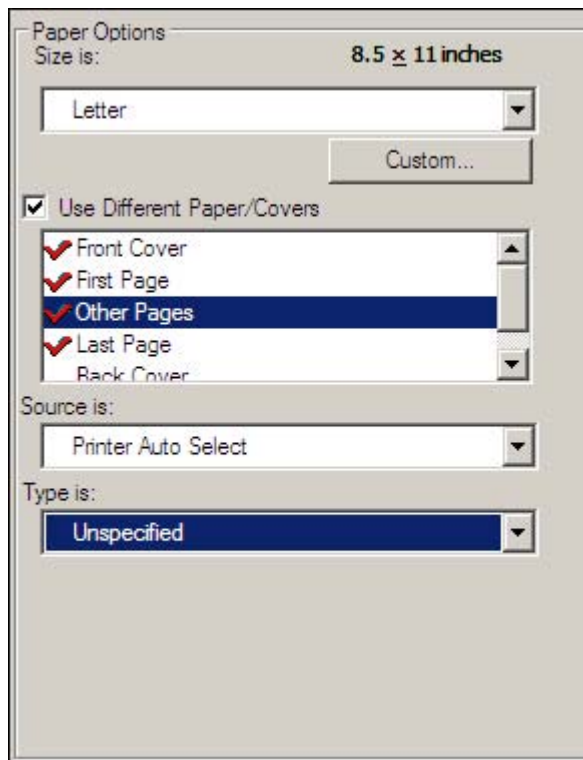 Paper Options
Size is: 8.5 x 11 inches
Letter
Custom...
Use Different Paper/Covers
Front Cover
First Page
Other Pages
Last Page
Back Cover
Source is:
Printer Auto Select
Type is:
Unspecified